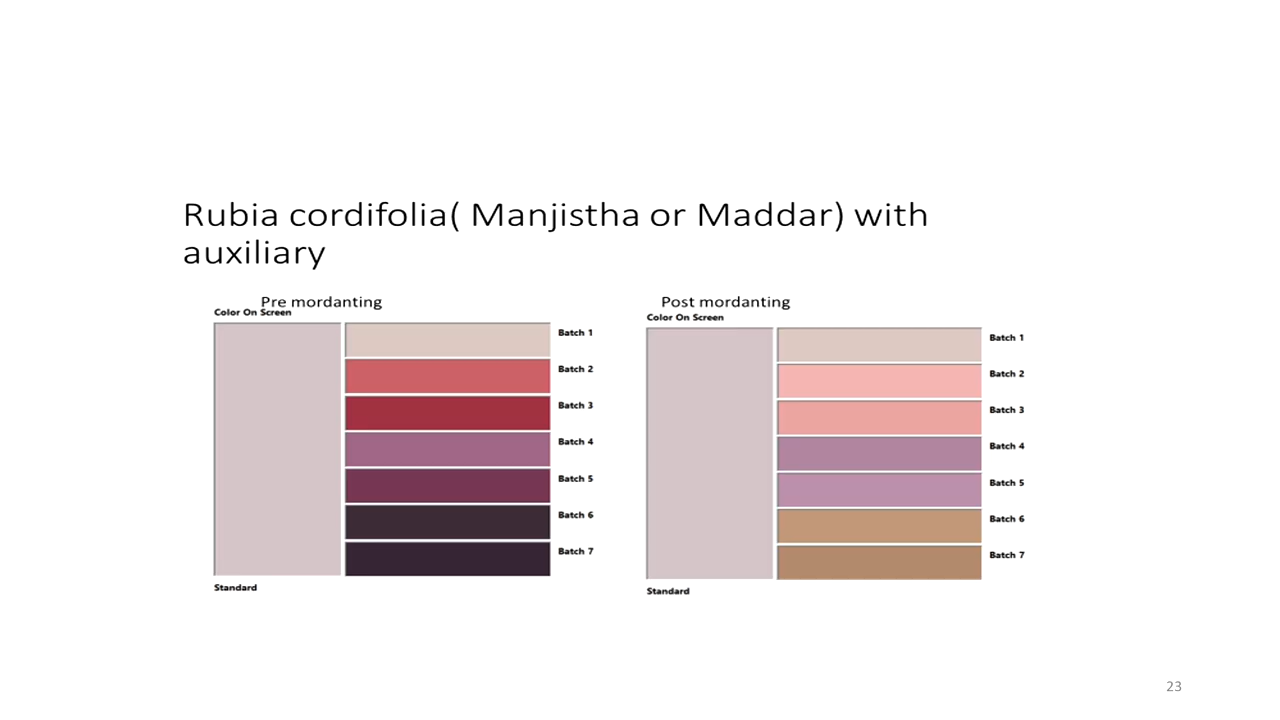 Rubia cordifolia( Manjistha or Maddar) with
auxiliary
Pre mordanting
Color On Screen
Batch 1
Batch 2
Batch 3
Batch 4
Batch 5
Batch 6
Batch 7
Standard
Post mordanting
Color On Screen
Batch 1
Batch 2
Batch 3
Batch 4
Batch 5
Batch 6
Batch 7
Standard
23